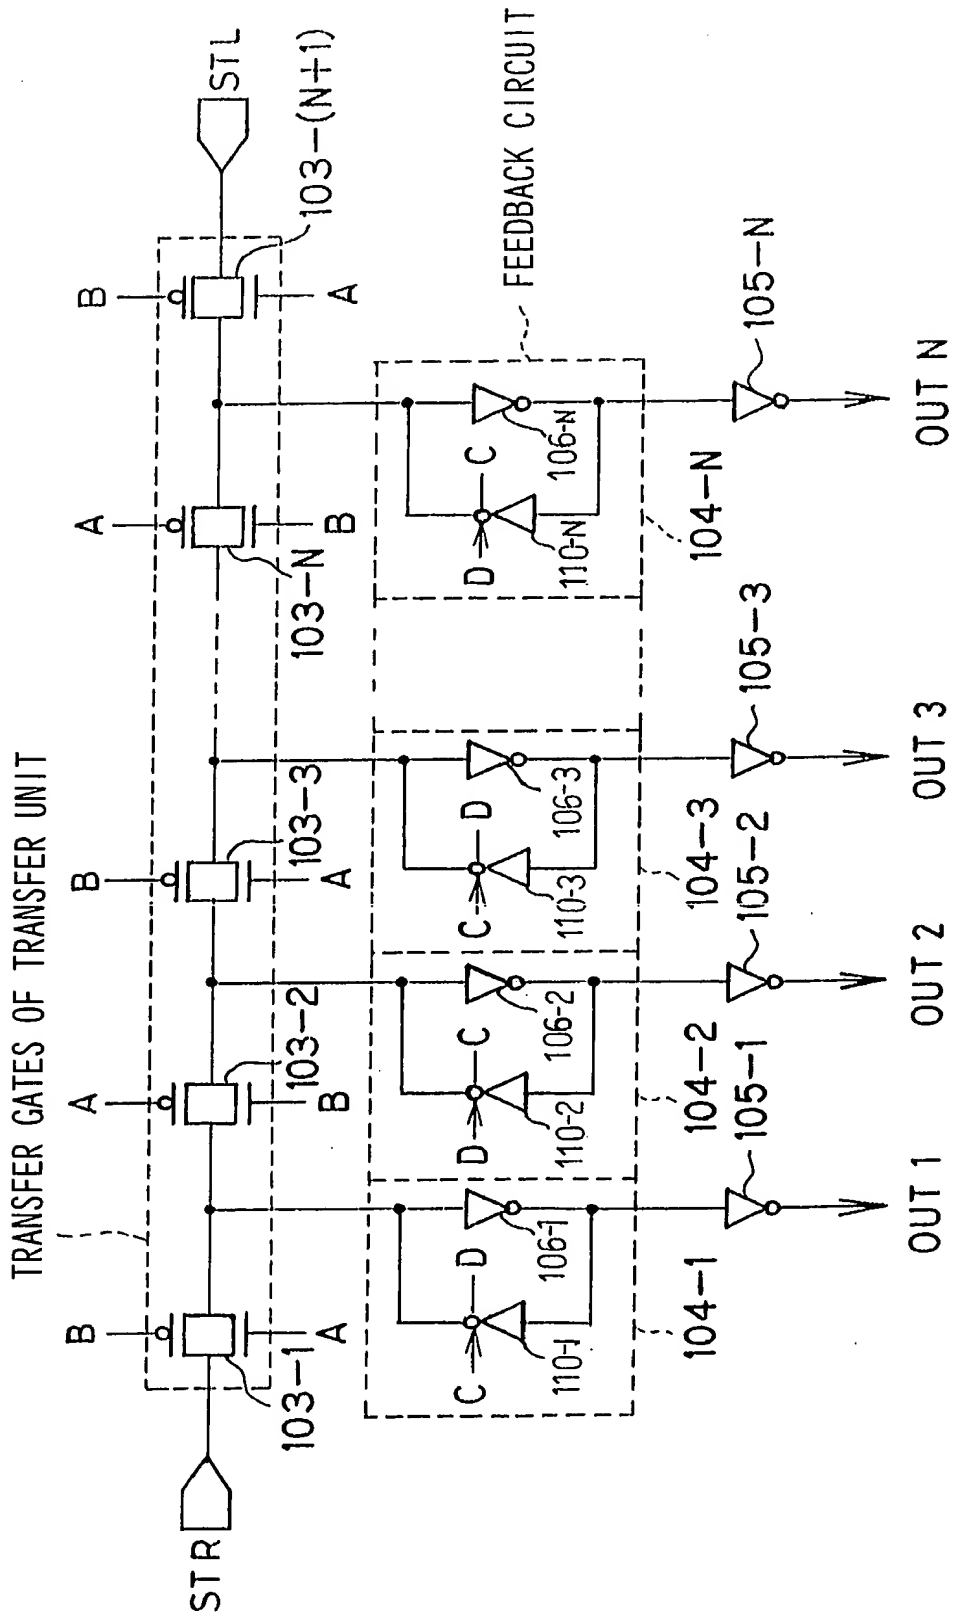 TRANSFER GATES OF TRANSFER UNIT
STR
STL
B
A
B
A
B
A
B
A
A
B
103-1
103-2
103-3
103-N
103-(N+1)
FEEDBACK CIRCUIT
C
D
D
C
C
D
D
C
110-1
106-1
110-2
106-2
110-3
106-3
110-N
106-N
104-1
104-2
104-3
104-N
105-1
105-2
105-3
105-N
OUT 1
OUT 2
OUT 3
OUT N